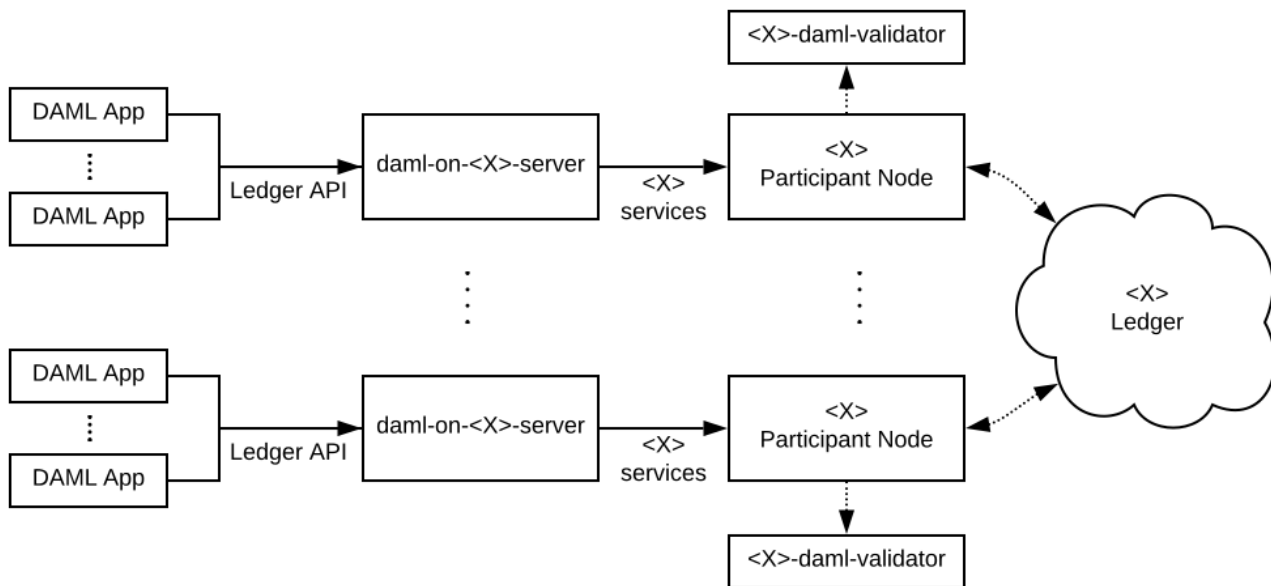 <X>-daml-validator
DAML App
DAML App
Ledger API
daml-on-<X>-server
<X>
services
<X>
Participant Node
<X>
Ledger
DAML App
DAML App
Ledger API
daml-on-<X>-server
<X>
services
<X>
Participant Node
<X>-daml-validator